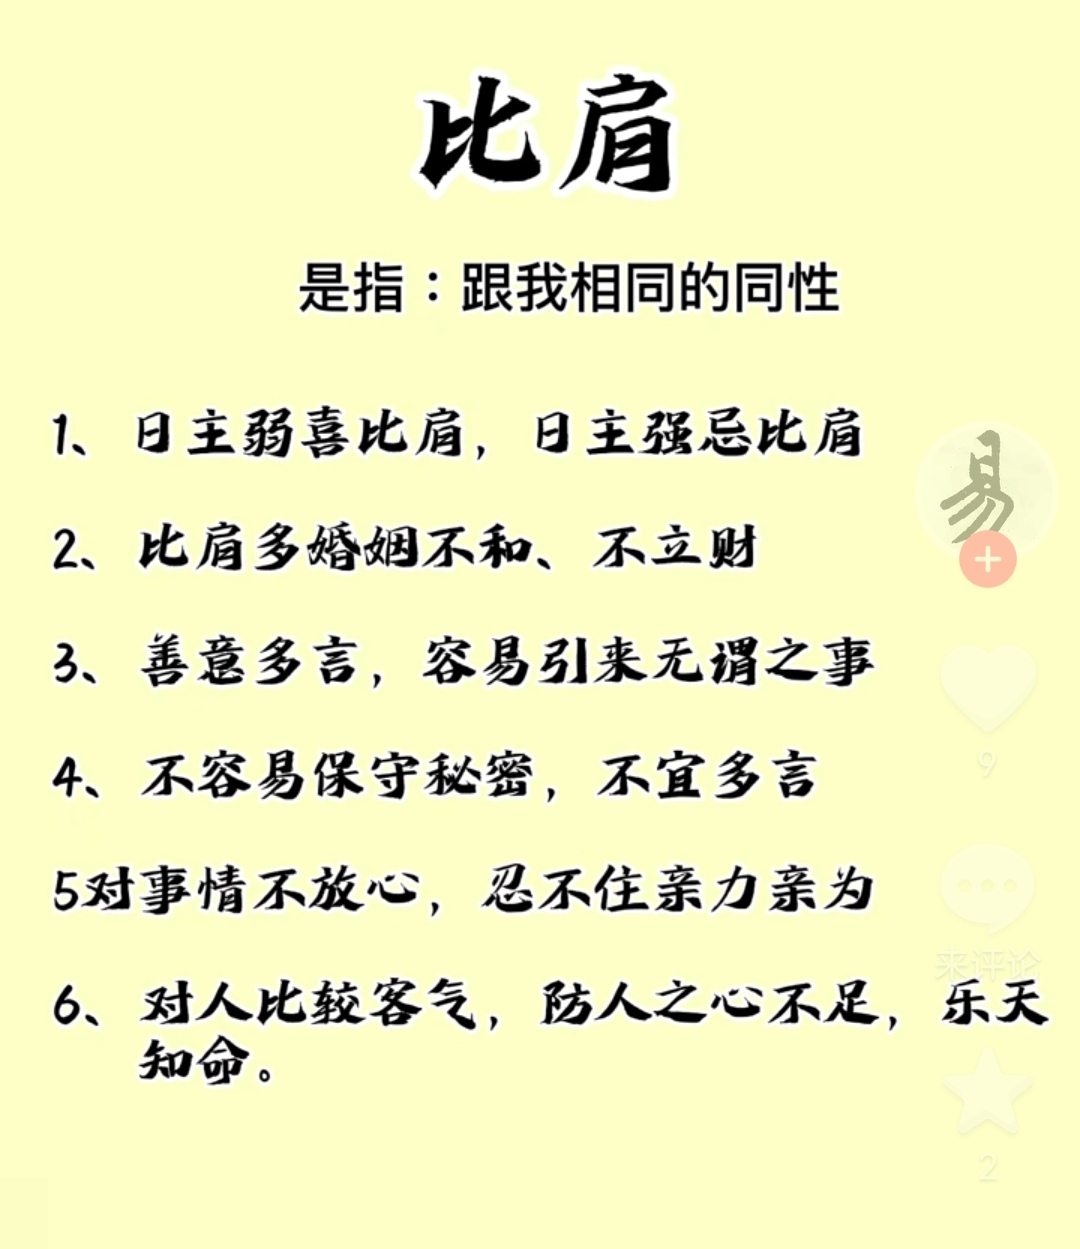 比肩
是指：跟我相同的同性
1、日主弱喜比肩，日主强忌比肩
2、比肩多婚姻不和、不立财
3、善意多言，容易引来无谓之事
4、不容易保守秘密，不宜多言
5对事情不放心，忍不住亲力亲为
6、对人比较客气，防人之心不足，乐天
知命。
易
9
来评论
2